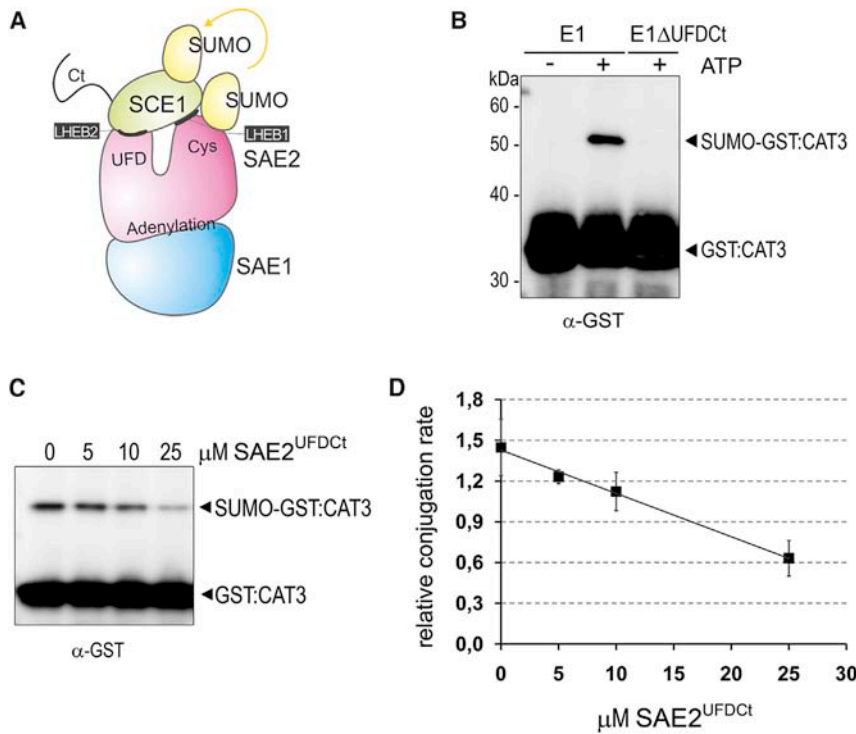 A
SUMO
Ct
SCE1
SUMO
LHEB2
LHEB1
UFD
Cys
SAE2
Adenylation
SAE1
B
E1 E1ΔUFDCt
- + + ATP
kDa
60
50
40
30
SUMO-GST:CAT3
GST:CAT3
α-GST
C
0 5 10 25 μM SAE2UFDCt
SUMO-GST:CAT3
GST:CAT3
α-GST
D
relative conjugation rate
1,8
1,5
1,2
0,9
0,6
0,3
0,0
0 5 10 15 20 25 30
μM SAE2UFDCt